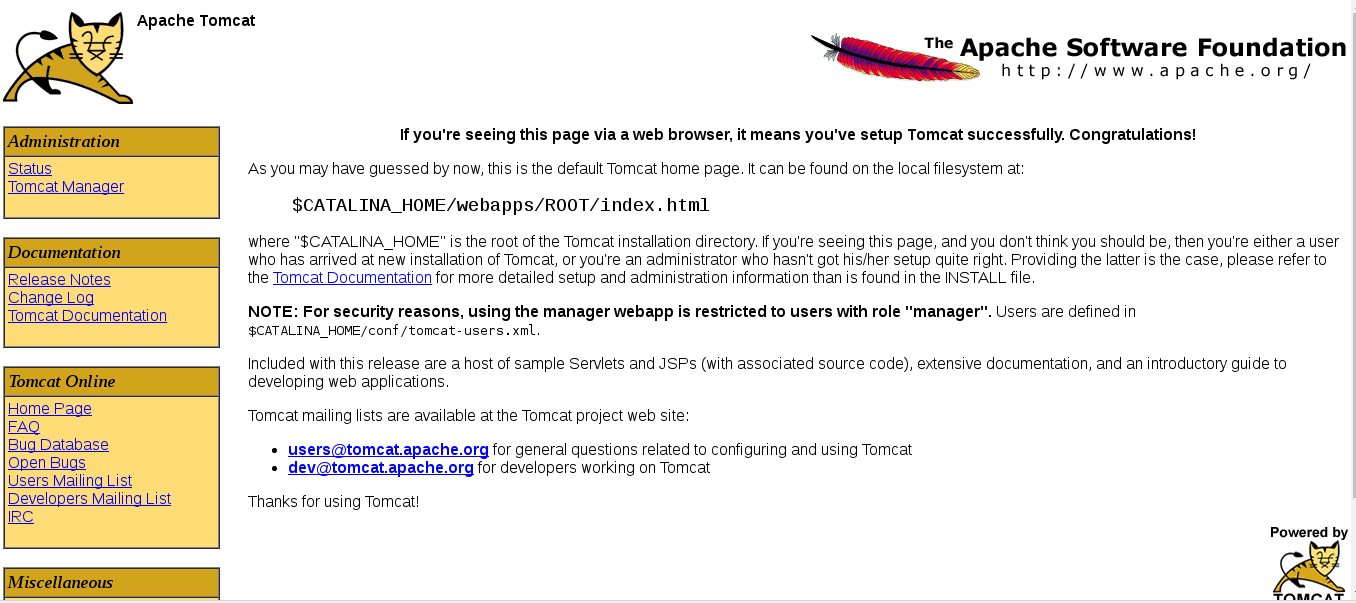 Apache Tomcat
The Apache Software Foundation
http://www.apache.org/
Administration
Status
Tomcat Manager
Documentation
Release Notes
Change Log
Tomcat Documentation
Tomcat Online
Home Page
FAQ
Bug Database
Open Bugs
Users Mailing List
Developers Mailing List
IRC
Miscellaneous
If you're seeing this page via a web browser, it means you've setup Tomcat successfully. Congratulations!
As you may have guessed by now, this is the default Tomcat home page. It can be found on the local filesystem at:
$CATALINA_HOME/webapps/ROOT/index.html
where "$CATALINA_HOME" is the root of the Tomcat installation directory. If you're seeing this page, and you don't think you should be, then you're either a user
who has arrived at new installation of Tomcat, or you're an administrator who hasn't got his/her setup quite right. Providing the latter is the case, please refer to
the Tomcat Documentation for more detailed setup and administration information than is found in the INSTALL file.
NOTE: For security reasons, using the manager webapp is restricted to users with role "manager". Users are defined in
$CATALINA_HOME/conf/tomcat-users.xml.
Included with this release are a host of sample Servlets and JSPs (with associated source code), extensive documentation, and an introductory guide to
developing web applications.
Tomcat mailing lists are available at the Tomcat project web site:
• users@tomcat.apache.org for general questions related to configuring and using Tomcat
• dev@tomcat.apache.org for developers working on Tomcat
Thanks for using Tomcat!
Powered by
TOMCAT